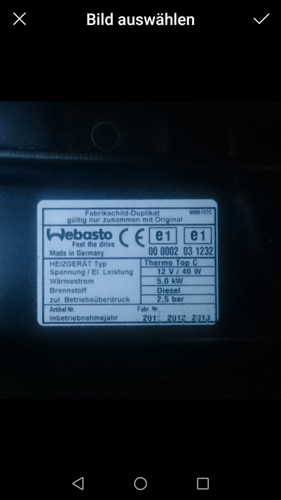 Bild auswählen
Fabrikschild-Duplikat
gültig nur zusammen mit Original
Webasto
Feel the drive
CE e1 e1
Made in Germany 00 0002 03 1232
HEIZGERÄT Typ Thermo Top C
Spannung / El. Leistung 12 V / 40 W
Wärmestrom 5,0 kW
Brennstoff Diesel
zul. Betriebsüberdruck 2,5 bar
Artikel Nr. Fabr. Nr.
Inbetriebnahmejahr 2011 2012 2013